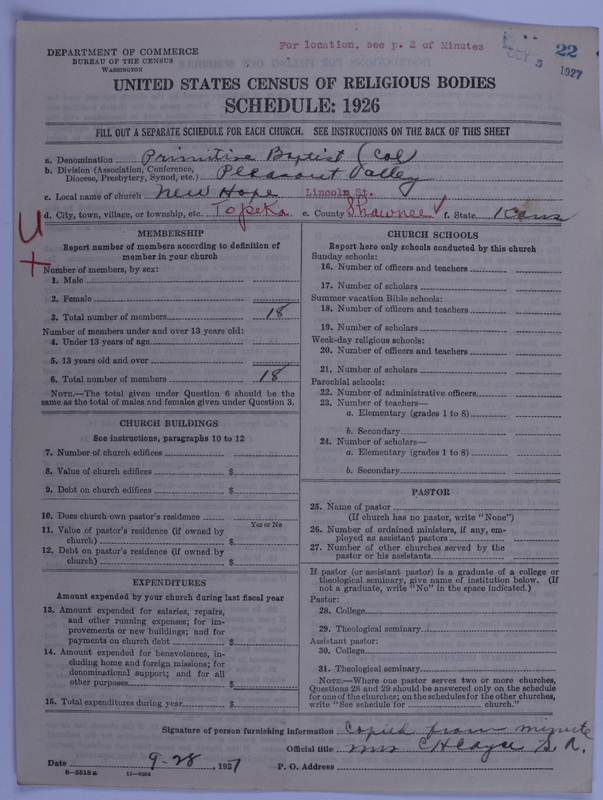 For location, see p. 2 of Minutes
22
OCT 5 1927
DEPARTMENT OF COMMERCE
BUREAU OF THE CENSUS
WASHINGTON
UNITED STATES CENSUS OF RELIGIOUS BODIES
SCHEDULE: 1926
FILL OUT A SEPARATE SCHEDULE FOR EACH CHURCH. SEE INSTRUCTIONS ON THE BACK OF THIS SHEET
a. Denomination Primitive Baptist (Col)
b. Division (Association, Conference,
Diocese, Presbytery, Synod, etc.) Pleasant Valley
c. Local name of church New Hope Lincoln St.
d. City, town, village, or township, etc. Topeka e. County Shawnee f. State Kans
MEMBERSHIP
Report number of members according to definition of
member in your church
Number of members, by sex:
1. Male
2. Female
3. Total number of members 18
Number of members under and over 13 years old:
4. Under 13 years of age
5. 13 years old and over
6. Total number of members 18
NOTE.—The total given under Question 6 should be the
same as the total of males and females given under Question 3.
CHURCH BUILDINGS
See instructions, paragraphs 10 to 12
7. Number of church edifices
8. Value of church edifices $
9. Debt on church edifices $
10. Does church own pastor's residence
Yes or No
11. Value of pastor's residence (if owned by
church) $
12. Debt on pastor's residence (if owned by
church) $
EXPENDITURES
Amount expended by your church during last fiscal year
13. Amount expended for salaries, repairs,
and other running expenses; for im-
provements or new buildings; and for
payments on church debt $
14. Amount expended for benevolences, in-
cluding home and foreign missions; for
denominational support; and for all
other purposes $
15. Total expenditures during year $
CHURCH SCHOOLS
Report here only schools conducted by this church
Sunday schools:
16. Number of officers and teachers
17. Number of scholars
Summer vacation Bible schools:
18. Number of officers and teachers
19. Number of scholars
Week-day religious schools:
20. Number of officers and teachers
21. Number of scholars
Parochial schools:
22. Number of administrative officers
23. Number of teachers—
a. Elementary (grades 1 to 8)
b. Secondary
24. Number of scholars—
a. Elementary (grades 1 to 8)
b. Secondary
PASTOR
25. Name of pastor
(If church has no pastor, write "None")
26. Number of ordained ministers, if any, em-
ployed as assistant pastors
27. Number of other churches served by the
pastor or his assistants
If pastor (or assistant pastor) is a graduate of a college or
theological seminary, give name of institution below. (If
not a graduate, write "No" in the space indicated.)
Pastor:
28. College
29. Theological seminary
Assistant pastor:
30. College
31. Theological seminary
NOTE.—Where one pastor serves two or more churches,
Questions 28 and 29 should be answered only on the schedule
for one of the churches; on the schedules for the other churches,
write "See schedule for church."
Signature of person furnishing information Copied from minute
Official title Mrs C H Cayce S. A.
Date 9-28, 1927 P. O. Address
8-5518a 11-9264